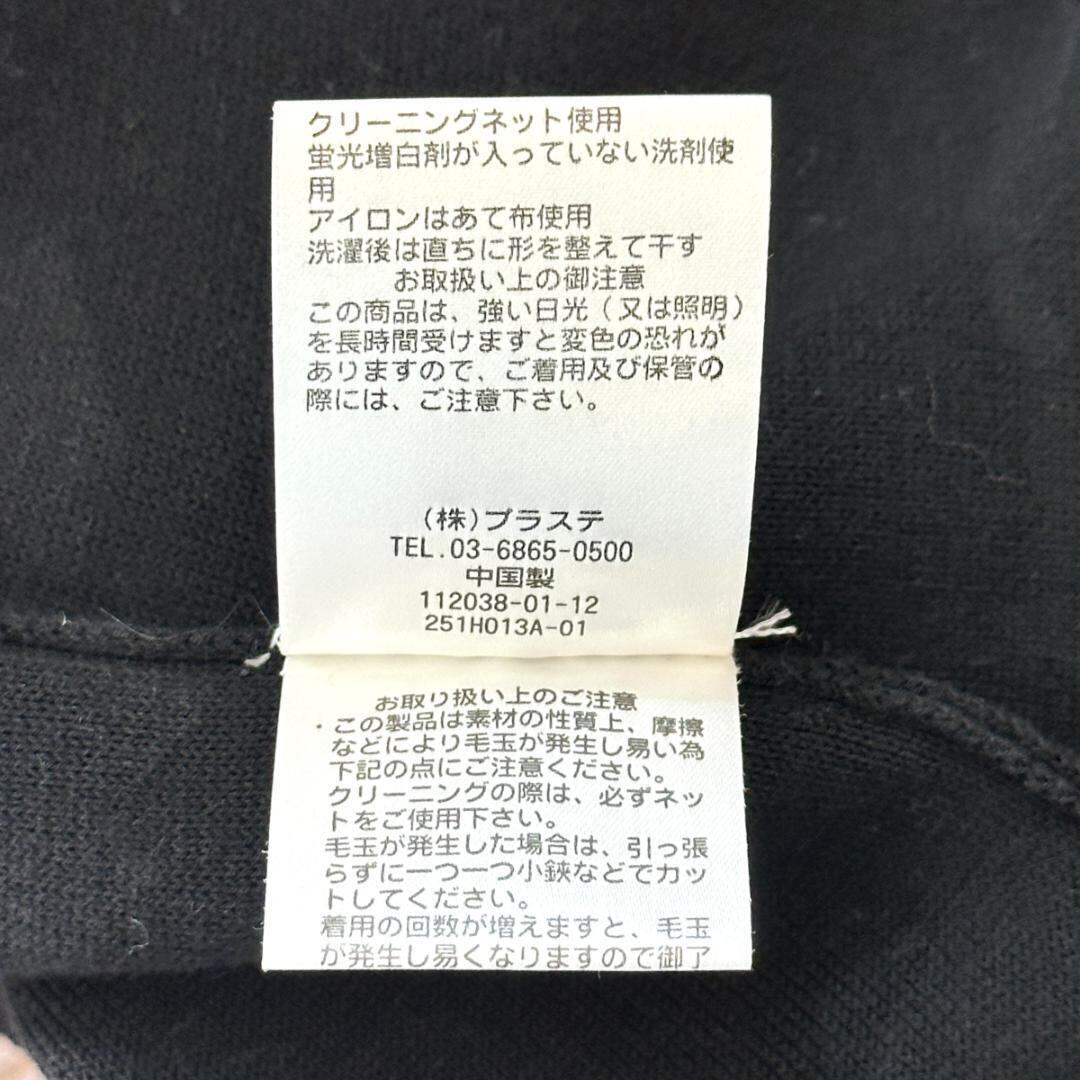 クリーニングネット使用
蛍光増白剤が入っていない洗剤使
用
アイロンはあて布使用
洗濯後は直ちに形を整えて干す
お取扱い上の御注意
この商品は、強い日光（又は照明）
を長時間受けますと変色の恐れが
ありますので、ご着用及び保管の
際には、ご注意下さい。
（株）プラステ
TEL.03-6865-0500
中国製
112038-01-12
251H013A-01
お取り扱い上のご注意
・この製品は素材の性質上、摩擦
などにより毛玉が発生し易い為
下記の点にご注意ください。
クリーニングの際は、必ずネッ
トをご使用下さい。
毛玉が発生した場合は、引っ張
らずに一つ一つ小鋏などでカッ
トしてください。
着用の回数が増えますと、毛玉
が発生し易くなりますので御ア